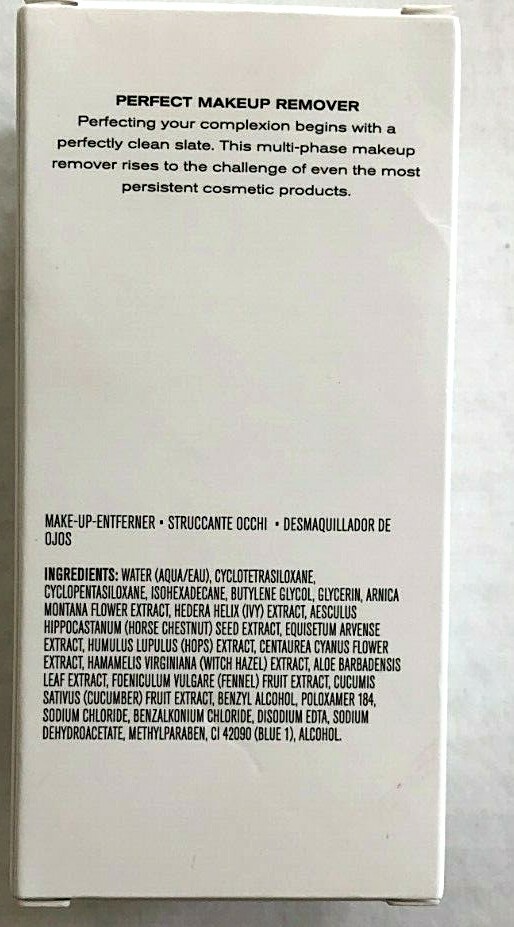 PERFECT MAKEUP REMOVER
Perfecting your complexion begins with a
perfectly clean slate. This multi-phase makeup
remover rises to the challenge of even the most
persistent cosmetic products.
MAKE-UP-ENTFERNER • STRUCCANTE OCCHI • DESMAQUILLADOR DE
OJOS
INGREDIENTS: WATER (AQUA/EAU), CYCLOTETRASILOXANE,
CYCLOPENTASILOXANE, ISOHEXADECANE, BUTYLENE GLYCOL, GLYCERIN, ARNICA
MONTANA FLOWER EXTRACT, HEDERA HELIX (IVY) EXTRACT, AESCULUS
HIPPOCASTANUM (HORSE CHESTNUT) SEED EXTRACT, EQUISETUM ARVENSE
EXTRACT, HUMULUS LUPULUS (HOPS) EXTRACT, CENTAUREA CYANUS FLOWER
EXTRACT, HAMAMELIS VIRGINIANA (WITCH HAZEL) EXTRACT, ALOE BARBADENSIS
LEAF EXTRACT, FOENICULUM VULGARE (FENNEL) FRUIT EXTRACT, CUCUMIS
SATIVUS (CUCUMBER) FRUIT EXTRACT, BENZYL ALCOHOL, POLOXAMER 184,
SODIUM CHLORIDE, BENZALKONIUM CHLORIDE, DISODIUM EDTA, SODIUM
DEHYDROACETATE, METHYLPARABEN, CI 42090 (BLUE 1), ALCOHOL.